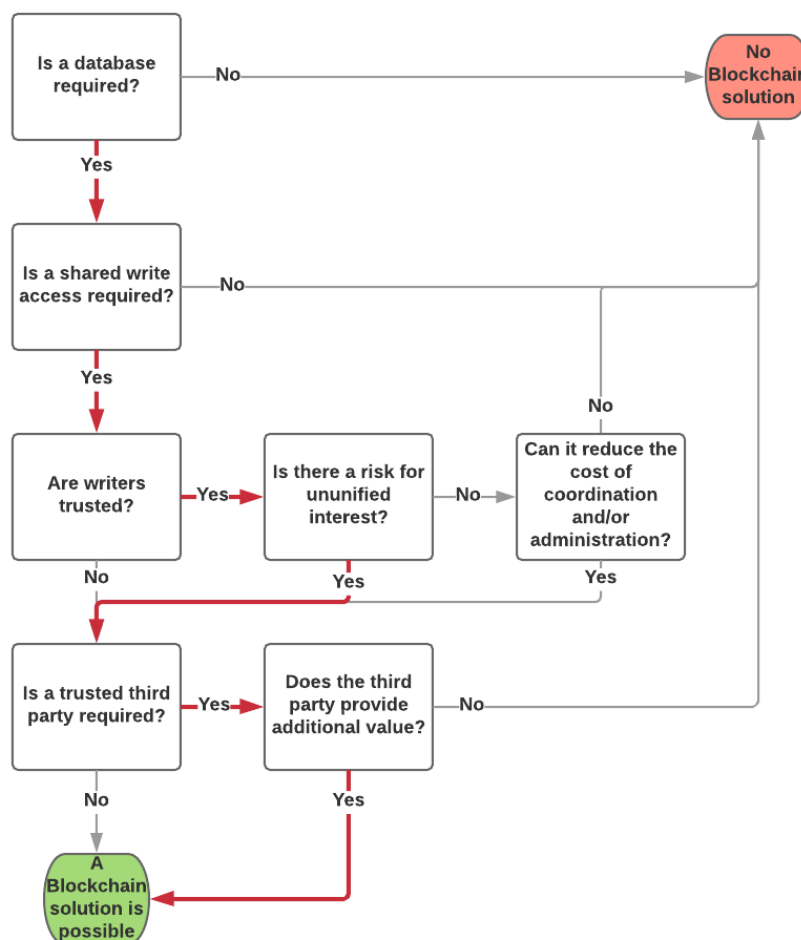 Is a database
required?
No
No
Blockchain
solution
Yes
Is a shared write
access required?
No
Yes
No
Are writers
trusted?
Yes
Is there a risk for
ununified
interest?
No
Can it reduce the
cost of
coordination
and/or
administration?
No
Yes
Yes
Is a trusted third
party required?
Yes
Does the third
party provide
additional value?
No
No
Yes
A
Blockchain
solution is
possible